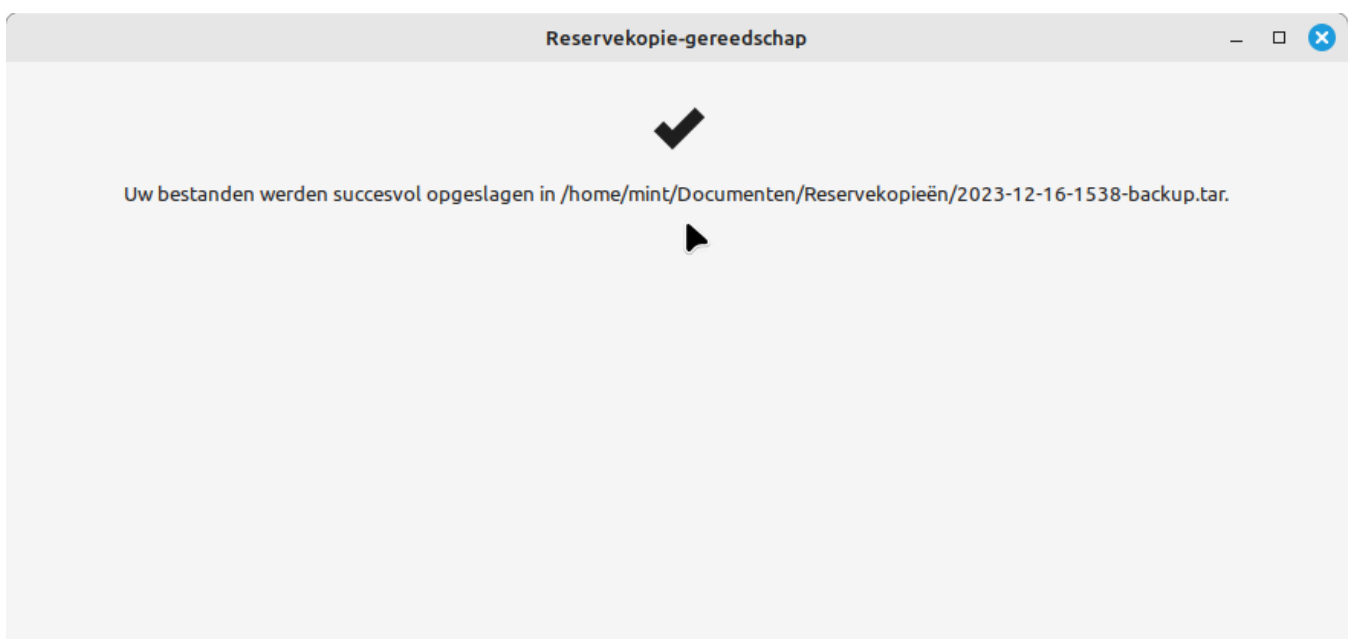 Reservekopie-gereedschap
Uw bestanden werden succesvol opgeslagen in /home/mint/Documenten/Reservekopieën/2023-12-16-1538-backup.tar.